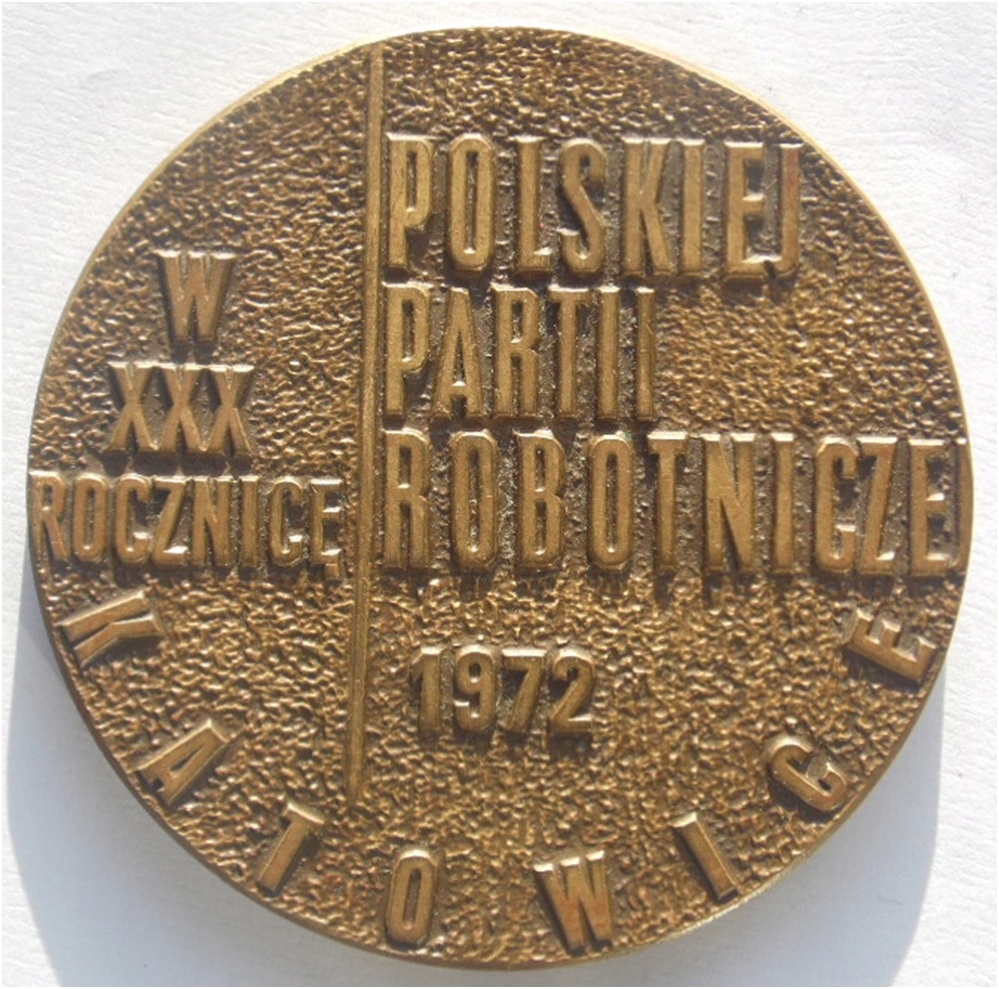 W
XXX
ROCZNICĘ
POLSKIEJ
PARTII
ROBOTNICZEJ
1972
KATOWICE